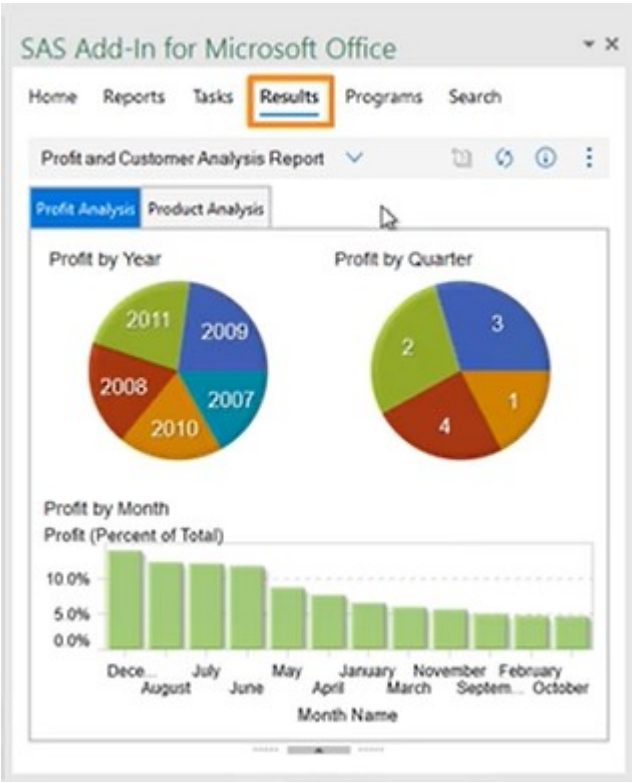 SAS Add-In for Microsoft Office
Home Reports Tasks Results Programs Search
Profit and Customer Analysis Report
Profit Analysis Product Analysis
Profit by Year Profit by Quarter
2011 2009 2008 2007 2010
2 3 4 1
Profit by Month
Profit (Percent of Total)
10.0%
5.0%
0.0%
Dece... July May January November February
August June April March Septem... October
Month Name